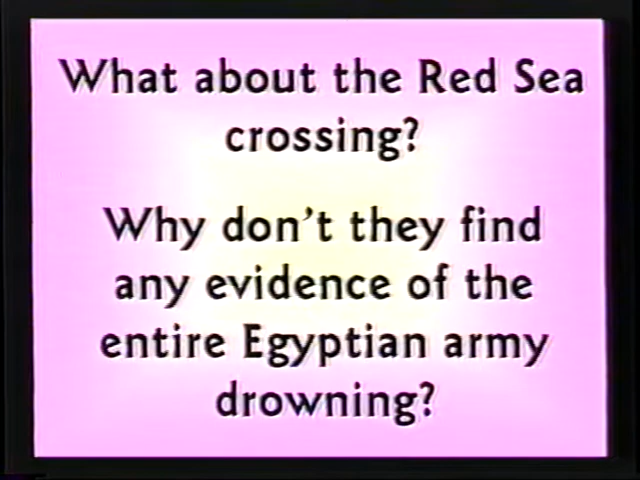 What about the Red Sea
crossing?
Why don't they find
any evidence of the
entire Egyptian army
drowning?